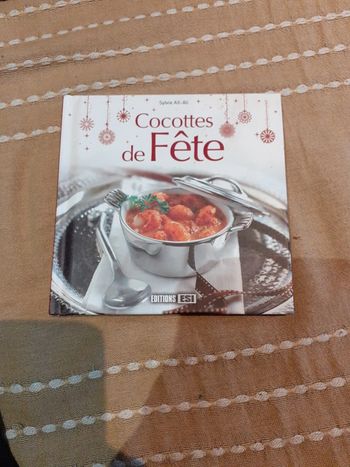 Sylvie Aït-Ali
Cocottes
de Fête
EDITIONS ESI